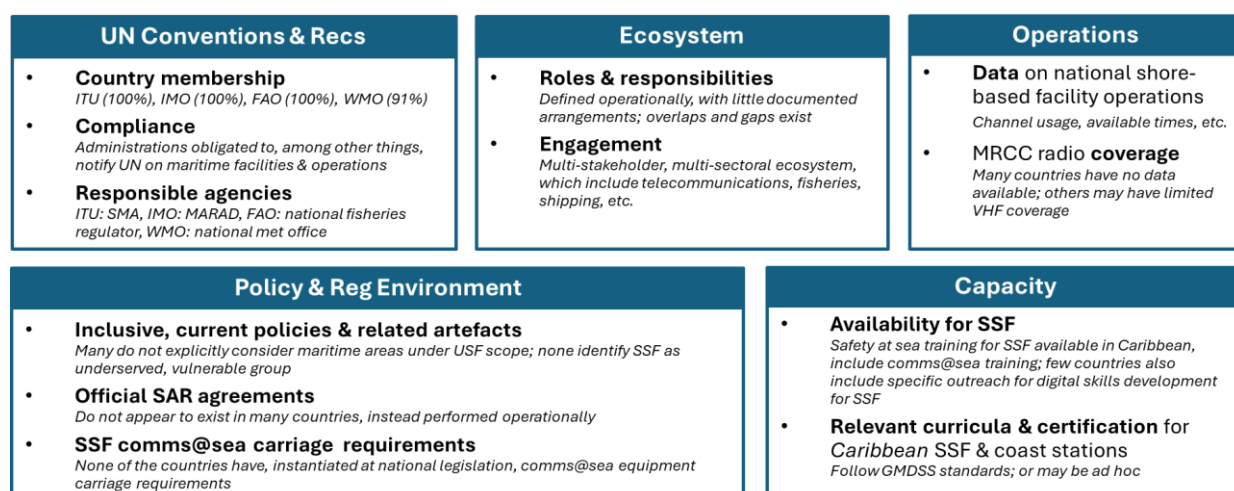 UN Conventions & Recs
• Country membership
ITU (100%), IMO (100%), FAO (100%), WMO (91%)
• Compliance
Administrations obligated to, among other things,
notify UN on maritime facilities & operations
• Responsible agencies
ITU: SMA, IMO: MARAD, FAO: national fisheries
regulator, WMO: national met office
Ecosystem
• Roles & responsibilities
Defined operationally, with little documented
arrangements; overlaps and gaps exist
• Engagement
Multi-stakeholder, multi-sectoral ecosystem,
which include telecommunications, fisheries,
shipping, etc.
Operations
• Data on national shore-
based facility operations
Channel usage, available times, etc.
• MRCC radio coverage
Many countries have no data
available; others may have limited
VHF coverage
Policy & Reg Environment
• Inclusive, current policies & related artefacts
Many do not explicitly consider maritime areas under USF scope; none identify SSF as
underserved, vulnerable group
• Official SAR agreements
Do not appear to exist in many countries, instead performed operationally
• SSF comms@sea carriage requirements
None of the countries have, instantiated at national legislation, comms@sea equipment
carriage requirements
Capacity
• Availability for SSF
Safety at sea training for SSF available in Caribbean,
include comms@sea training; few countries also
include specific outreach for digital skills development
for SSF
• Relevant curricula & certification for
Caribbean SSF & coast stations
Follow GMDSS standards; or may be ad hoc